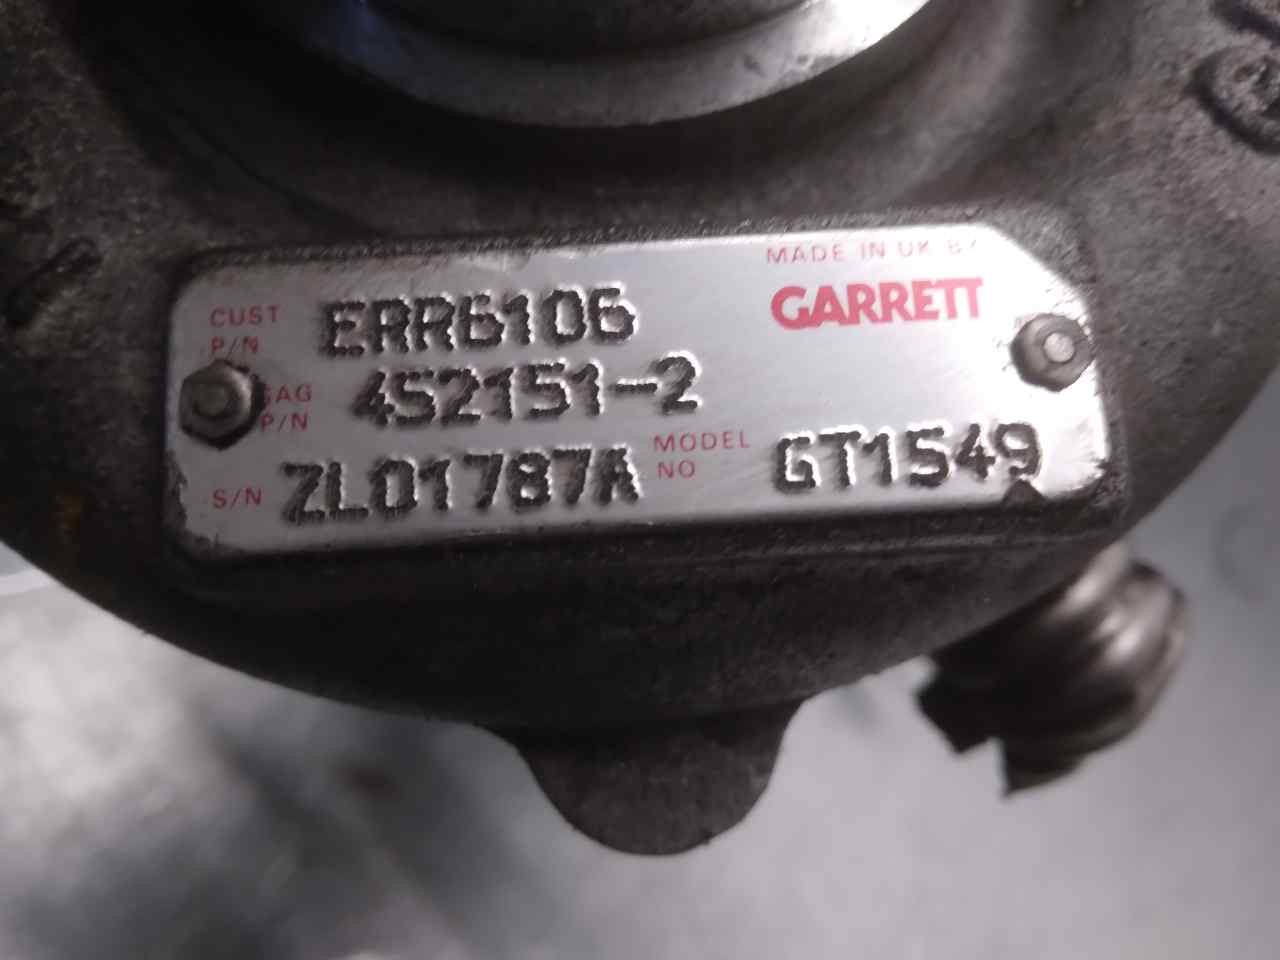 MADE IN UK BY
GARRETT
CUST P/N ERR6106
AG P/N 452151-2
S/N ZL01787A MODEL NO GT1549